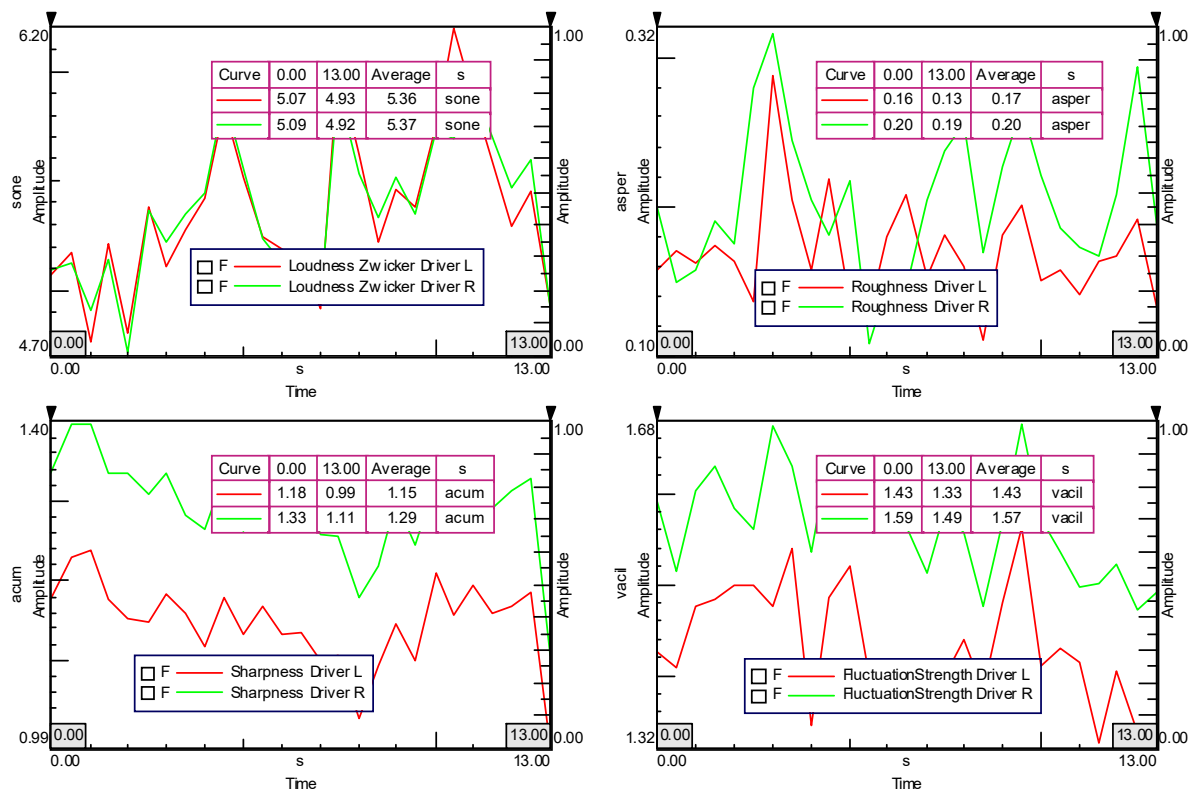 6.20
1.00
Curve 0.00 13.00 Average s
5.07 4.93 5.36 sone
5.09 4.92 5.37 sone
sone
Amplitude
Amplitude
F Loudness Zwicker Driver L
F Loudness Zwicker Driver R
4.70
0.00
13.00
0.00
0.00
s
13.00
Time
0.32
1.00
Curve 0.00 13.00 Average s
0.16 0.13 0.17 asper
0.20 0.19 0.20 asper
asper
Amplitude
Amplitude
F Roughness Driver L
F Roughness Driver R
0.10
0.00
13.00
0.00
0.00
s
13.00
Time
1.40
1.00
Curve 0.00 13.00 Average s
1.18 0.99 1.15 acum
1.33 1.11 1.29 acum
acum
Amplitude
Amplitude
F Sharpness Driver L
F Sharpness Driver R
0.99
0.00
13.00
0.00
0.00
s
13.00
Time
1.68
1.00
Curve 0.00 13.00 Average s
1.43 1.33 1.43 vacil
1.59 1.49 1.57 vacil
vacil
Amplitude
Amplitude
F FluctuationStrength Driver L
F FluctuationStrength Driver R
1.32
0.00
13.00
0.00
0.00
s
13.00
Time